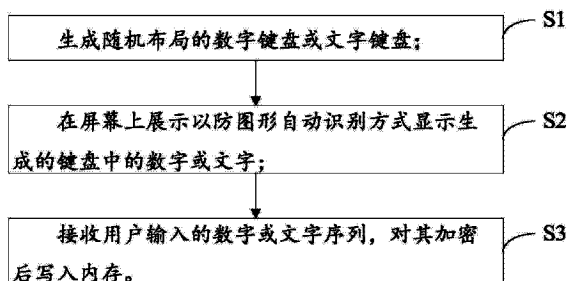 生成随机布局的数字键盘或文字键盘；
S1
在屏幕上展示以防图形自动识别方式显示生
成的键盘中的数字或文字；
S2
接收用户输入的数字或文字序列，对其加密
后写入内存。
S3